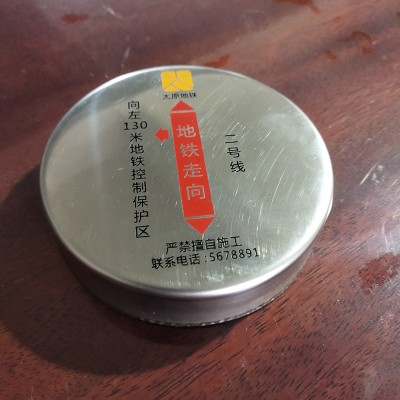 太原地铁
向左130米地铁控制保护区
地铁走向
二号线
严禁擅自施工
联系电话:5678891